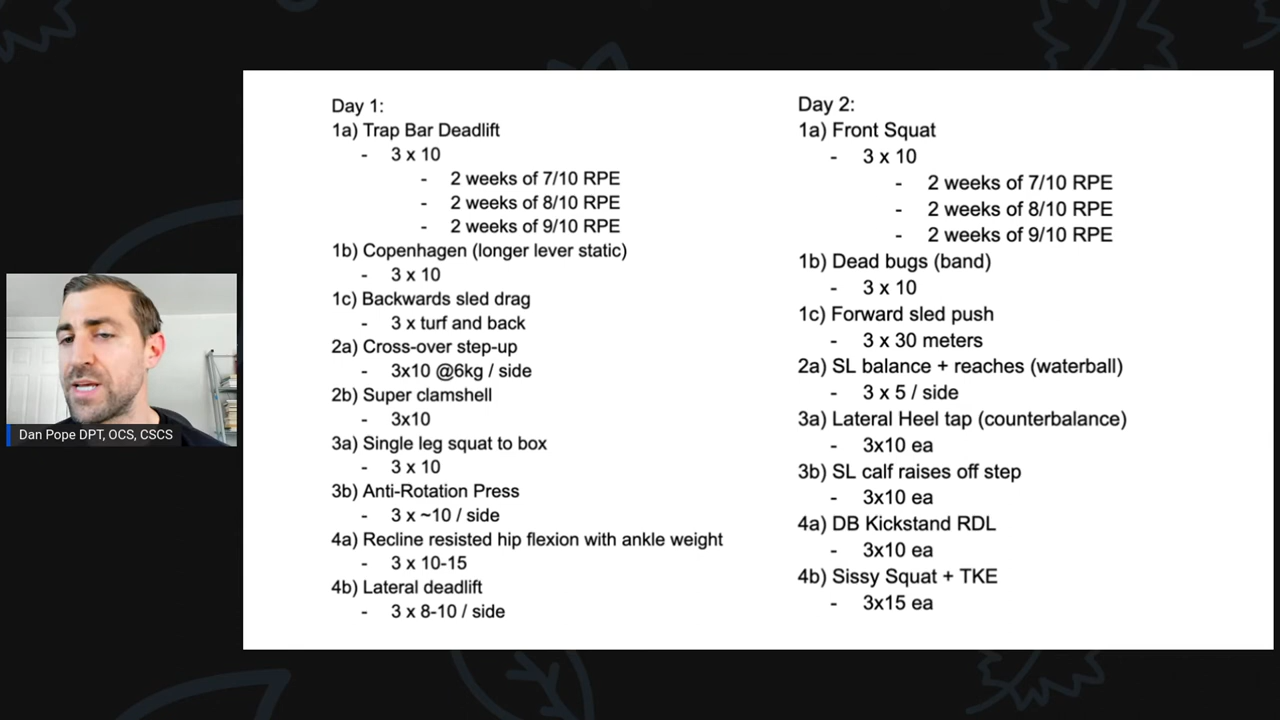 Day 1:
1a) Trap Bar Deadlift
- 3 x 10
- 2 weeks of 7/10 RPE
- 2 weeks of 8/10 RPE
- 2 weeks of 9/10 RPE
1b) Copenhagen (longer lever static)
- 3 x 10
1c) Backwards sled drag
- 3 x turf and back
2a) Cross-over step-up
- 3x10 @6kg / side
2b) Super clamshell
- 3x10
3a) Single leg squat to box
- 3 x 10
3b) Anti-Rotation Press
- 3 x ~10 / side
4a) Recline resisted hip flexion with ankle weight
- 3 x 10-15
4b) Lateral deadlift
- 3 x 8-10 / side
Day 2:
1a) Front Squat
- 3 x 10
- 2 weeks of 7/10 RPE
- 2 weeks of 8/10 RPE
- 2 weeks of 9/10 RPE
1b) Dead bugs (band)
- 3 x 10
1c) Forward sled push
- 3 x 30 meters
2a) SL balance + reaches (waterball)
- 3 x 5 / side
3a) Lateral Heel tap (counterbalance)
- 3x10 ea
3b) SL calf raises off step
- 3x10 ea
4a) DB Kickstand RDL
- 3x10 ea
4b) Sissy Squat + TKE
- 3x15 ea
Dan Pope DPT, OCS, CSCS